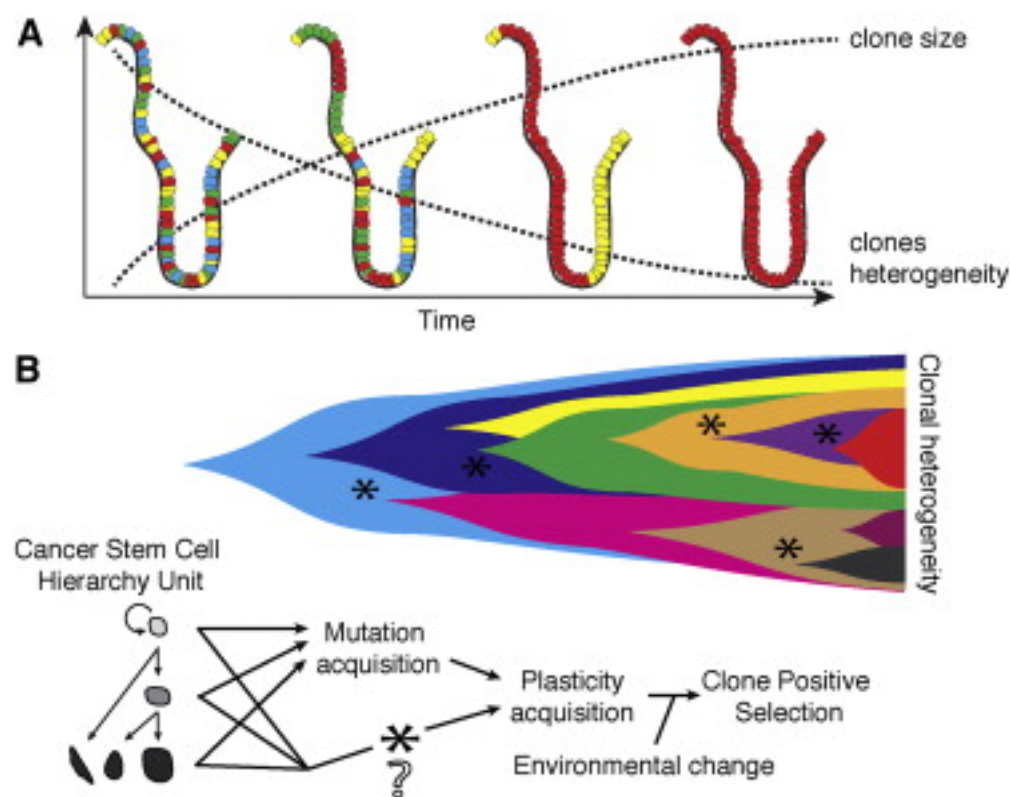 A
clone size
clones
heterogeneity
Time
B
Clonal heterogeneity
*
*
*
*
*
Cancer Stem Cell
Hierarchy Unit
Mutation
acquisition
Plasticity
acquisition
Clone Positive
Selection
*
?
Environmental change